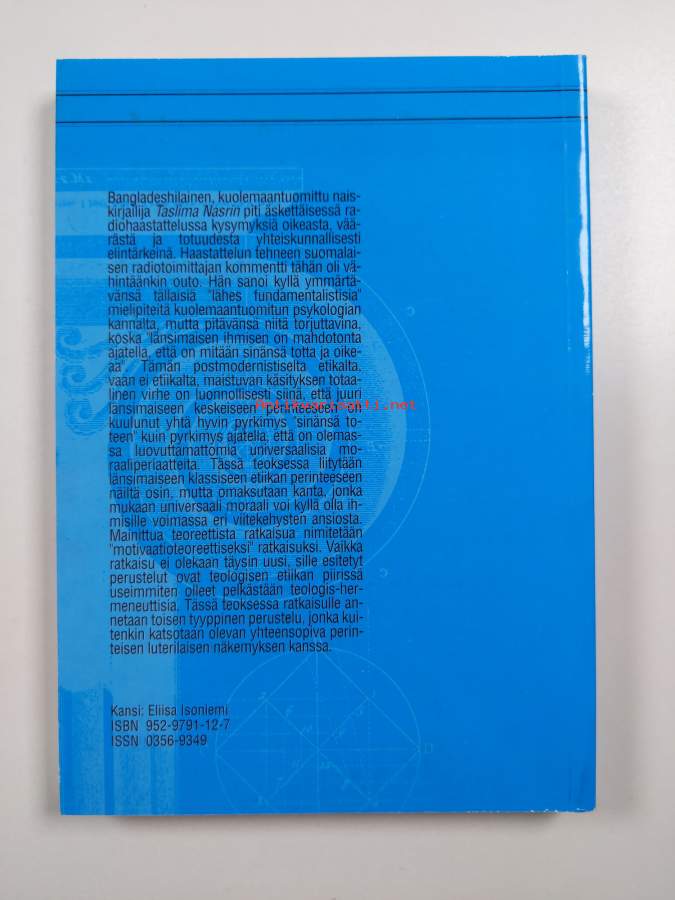 Bangladeshilainen, kuolemaantuomittu nais-
kirjailija Taslima Nasrin piti äskettäisessä ra-
diohaastattelussa kysymyksiä oikeasta, vää-
rästä ja totuudesta yhteiskunnallisesti
elintärkeinä. Haastattelun tehneen suomalai-
sen radiotoimittajan kommentti tähän oli vä-
hintäänkin outo. Hän sanoi kyllä ymmärtä-
vänsä tällaisia "lähes fundamentalistisia"
mielipiteitä kuolemaantuomitun psykologian
kannalta, mutta pitävänsä niitä torjuttavina,
koska "länsimaisen ihmisen on mahdotonta
ajatella, että on mitään sinänsä totta ja oike-
aa". Tämän postmodernistiselta etikalta,
vaan ei etiikalta, maistuvan käsityksen totaa-
linen virhe on luonnollisesti siinä, että juuri
länsimaiseen keskeiseen perinteeseen on
Antikvariaatti.net
kuulunut yhtä hyvin pyrkimys "sinänsä to-
teen" kuin pyrkimys ajatella, että on olemas-
sa luovuttamattomia universaalisia mo-
raaliperiaatteita. Tässä teoksessa liitytään
länsimaiseen klassiseen etiikan perinteeseen
näiltä osin, mutta omaksutaan kanta, jonka
mukaan universaali moraali voi kyllä olla ih-
misille voimassa eri viitekehysten ansiosta.
Mainittua teoreettista ratkaisua nimitetään
"motivaatioteoreettiseksi" ratkaisuksi. Vaikka
ratkaisu ei olekaan täysin uusi, sille esitetyt
perustelut ovat teologisen etiikan piirissä
useimmiten olleet pelkästään teologis-her-
meneuttisia. Tässä teoksessa ratkaisulle an-
netaan toisen tyyppinen perustelu, jonka kui-
tenkin katsotaan olevan yhteensopiva perin-
teisen luterilaisen näkemyksen kanssa.
Kansi: Eliisa Isoniemi
ISBN 952-9791-12-7
ISSN 0356-9349